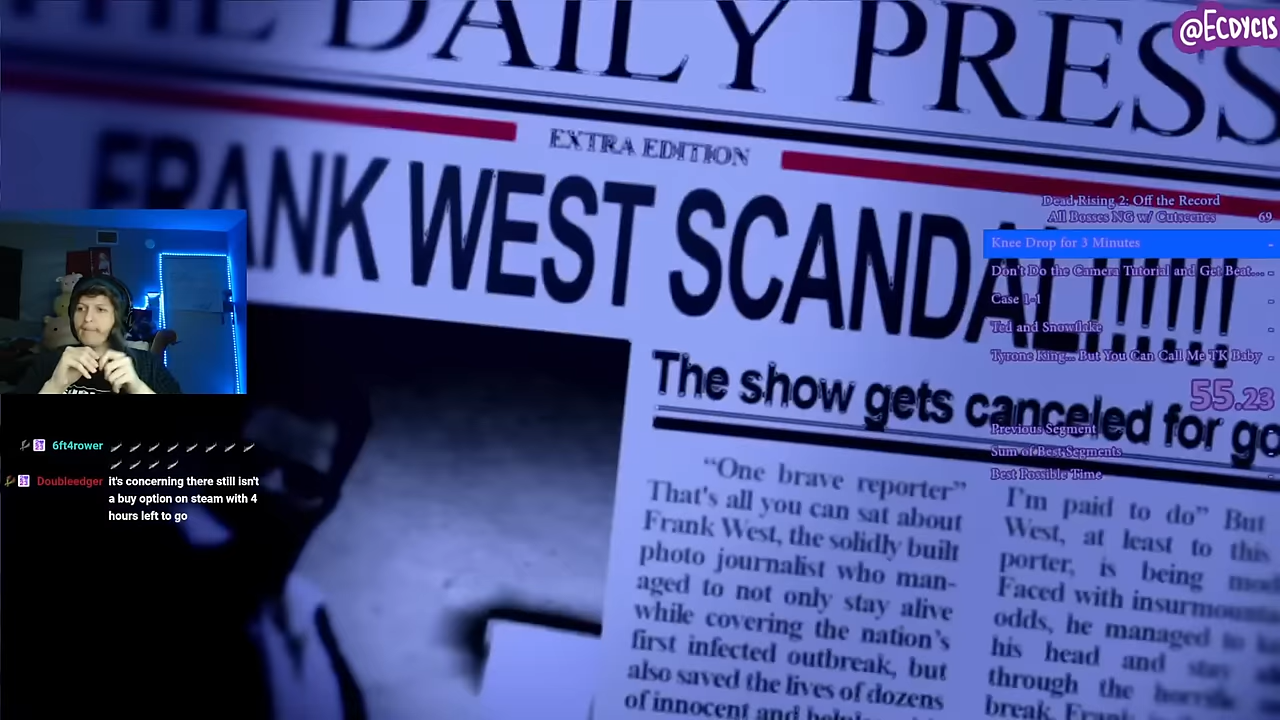 THE DAILY PRESS
@ECDYCIS
EXTRA EDITION
FRANK WEST SCANDAL!!!!!!
The show gets canceled for go
"One brave reporter"
That's all you can sat about
Frank West, the solidly built
photo journalist who man-
aged to not only stay alive
while covering the nation's
first infected outbreak, but
also saved the lives of dozens
of innocent and
I'm paid to do" But
West, at least to this
porter, is being
Faced with
odds, he managed to
his head and stay
through the
break. Frank
Dead Rising 2: Off the Record
All Bosses NG w/ Cutscenes 69
Knee Drop for 3 Minutes -
Don't Do the Camera Tutorial and Get Beat... -
Case 1-1 -
Ted and Snowflake -
Tyrone King... But You Can Call Me TK Baby -
55.23
Previous Segment
Sum of Best Segments
Best Possible Time -
6ft4rower
Doubleedger it's concerning there still isn't
a buy option on steam with 4
hours left to go